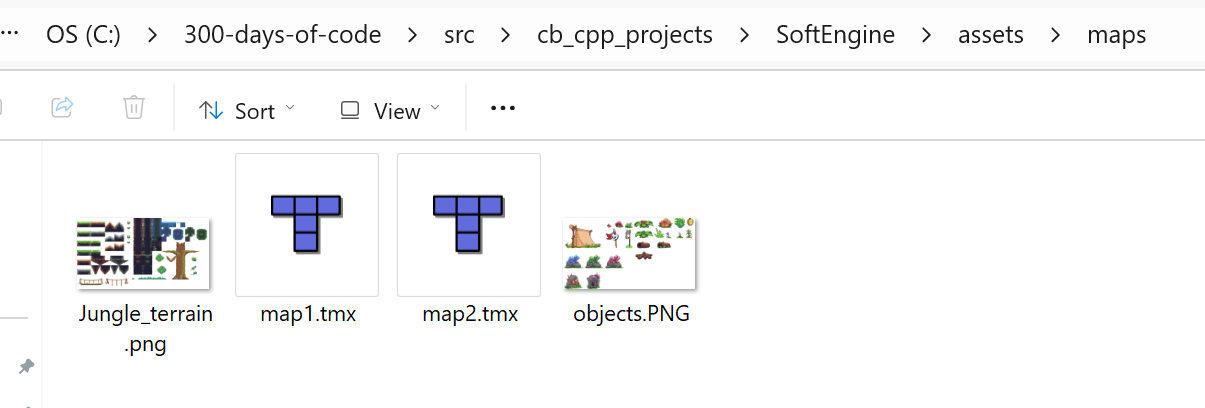 ··· OS (C:) > 300-days-of-code > src > cb_cpp_projects > SoftEngine > assets > maps
Sort View ···
Jungle_terrain
.png
map1.tmx
map2.tmx
objects.PNG